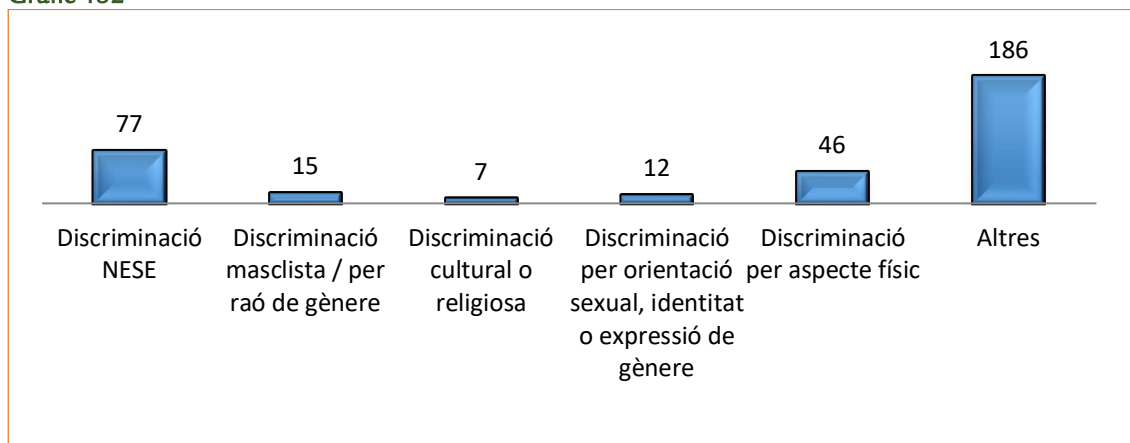 Gràfic 182
186
77
46
15
12
7
Discriminació NESE
Discriminació masclista / per raó de gènere
Discriminació cultural o religiosa
Discriminació per orientació sexual, identitat o expressió de gènere
Discriminació per aspecte físic
Altres